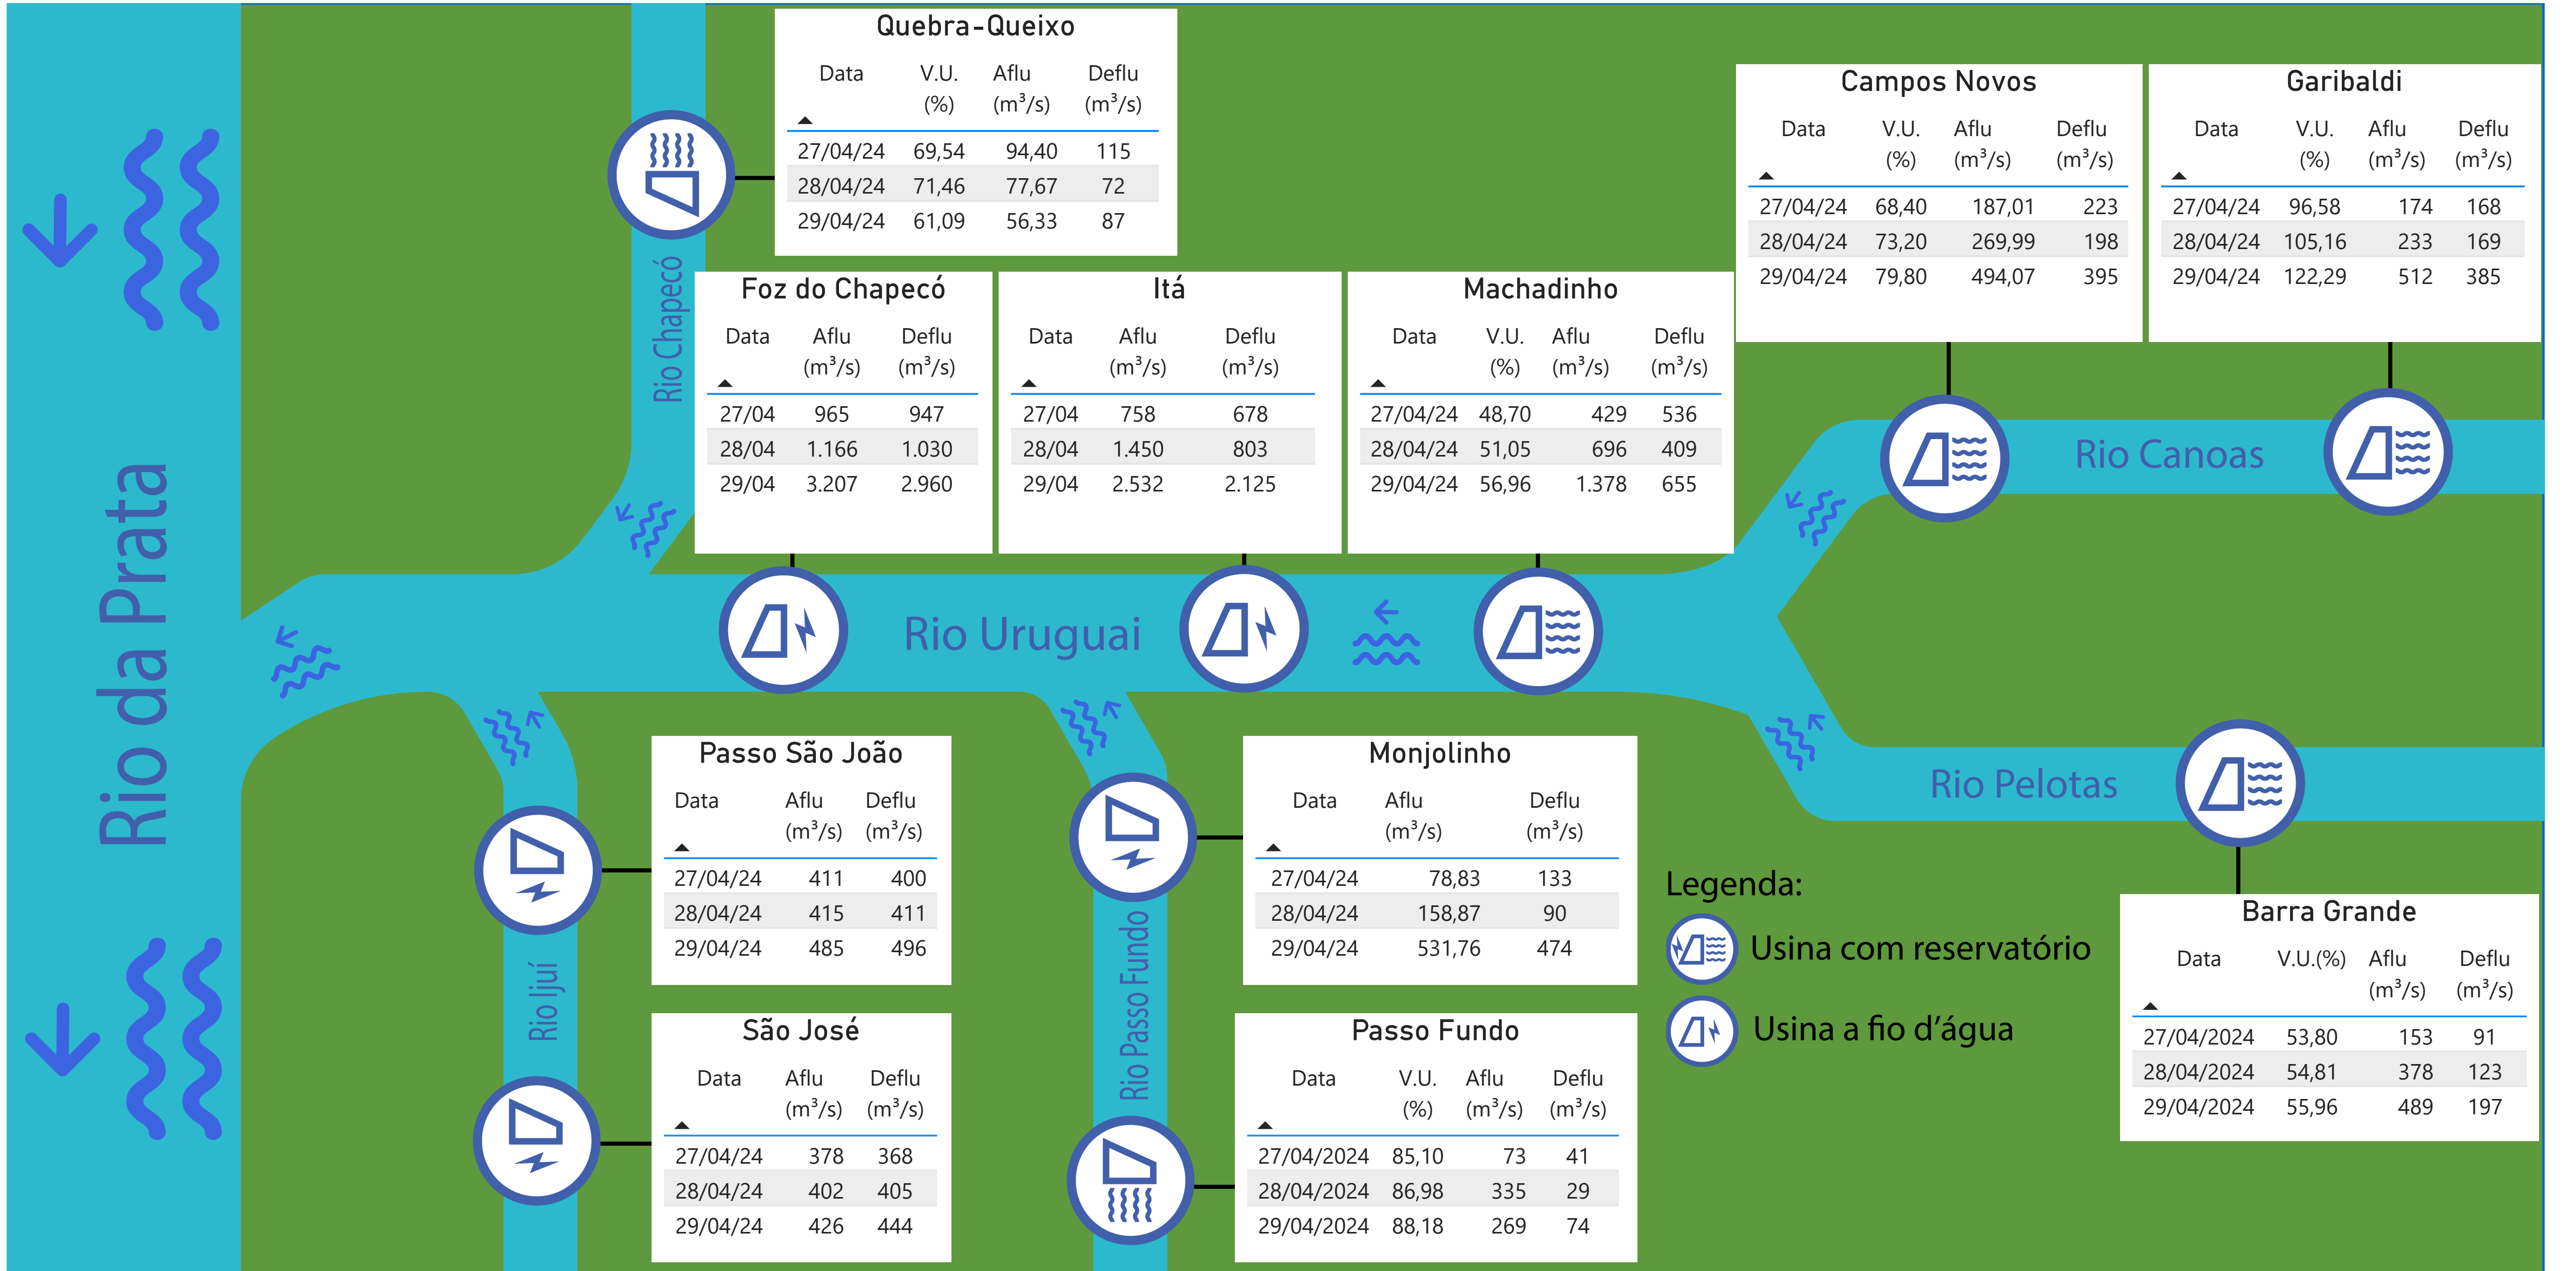 Quebra-Queixo
Data V.U. (%) Aflu (m³/s) Deflu (m³/s)
27/04/24 69,54 94,40 115
28/04/24 71,46 77,67 72
29/04/24 61,09 56,33 87
Campos Novos
Data V.U. (%) Aflu (m³/s) Deflu (m³/s)
27/04/24 68,40 187,01 223
28/04/24 73,20 269,99 198
29/04/24 79,80 494,07 395
Garibaldi
Data V.U. (%) Aflu (m³/s) Deflu (m³/s)
27/04/24 96,58 174 168
28/04/24 105,16 233 169
29/04/24 122,29 512 385
Rio Chapecó
Foz do Chapecó
Data Aflu (m³/s) Deflu (m³/s)
27/04 965 947
28/04 1.166 1.030
29/04 3.207 2.960
Itá
Data Aflu (m³/s) Deflu (m³/s)
27/04 758 678
28/04 1.450 803
29/04 2.532 2.125
Machadinho
Data V.U. (%) Aflu (m³/s) Deflu (m³/s)
27/04/24 48,70 429 536
28/04/24 51,05 696 409
29/04/24 56,96 1.378 655
Rio Canoas
Rio da Prata
Rio Uruguai
Rio Pelotas
Passo São João
Data Aflu (m³/s) Deflu (m³/s)
27/04/24 411 400
28/04/24 415 411
29/04/24 485 496
Monjolinho
Data Aflu (m³/s) Deflu (m³/s)
27/04/24 78,83 133
28/04/24 158,87 90
29/04/24 531,76 474
Legenda:
Usina com reservatório
Usina a fio d’água
Barra Grande
Data V.U.(%) Aflu (m³/s) Deflu (m³/s)
27/04/2024 53,80 153 91
28/04/2024 54,81 378 123
29/04/2024 55,96 489 197
Rio Ijuí
São José
Data Aflu (m³/s) Deflu (m³/s)
27/04/24 378 368
28/04/24 402 405
29/04/24 426 444
Rio Passo Fundo
Passo Fundo
Data V.U. (%) Aflu (m³/s) Deflu (m³/s)
27/04/2024 85,10 73 41
28/04/2024 86,98 335 29
29/04/2024 88,18 269 74